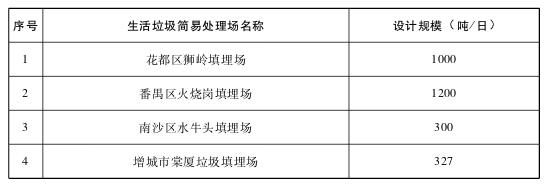 序号 生活垃圾简易处理场名称 设计规模（吨/日）
1 花都区狮岭填埋场 1000
2 番禺区火烧岗填埋场 1200
3 南沙区水牛头填埋场 300
4 增城市棠厦垃圾填埋场 327